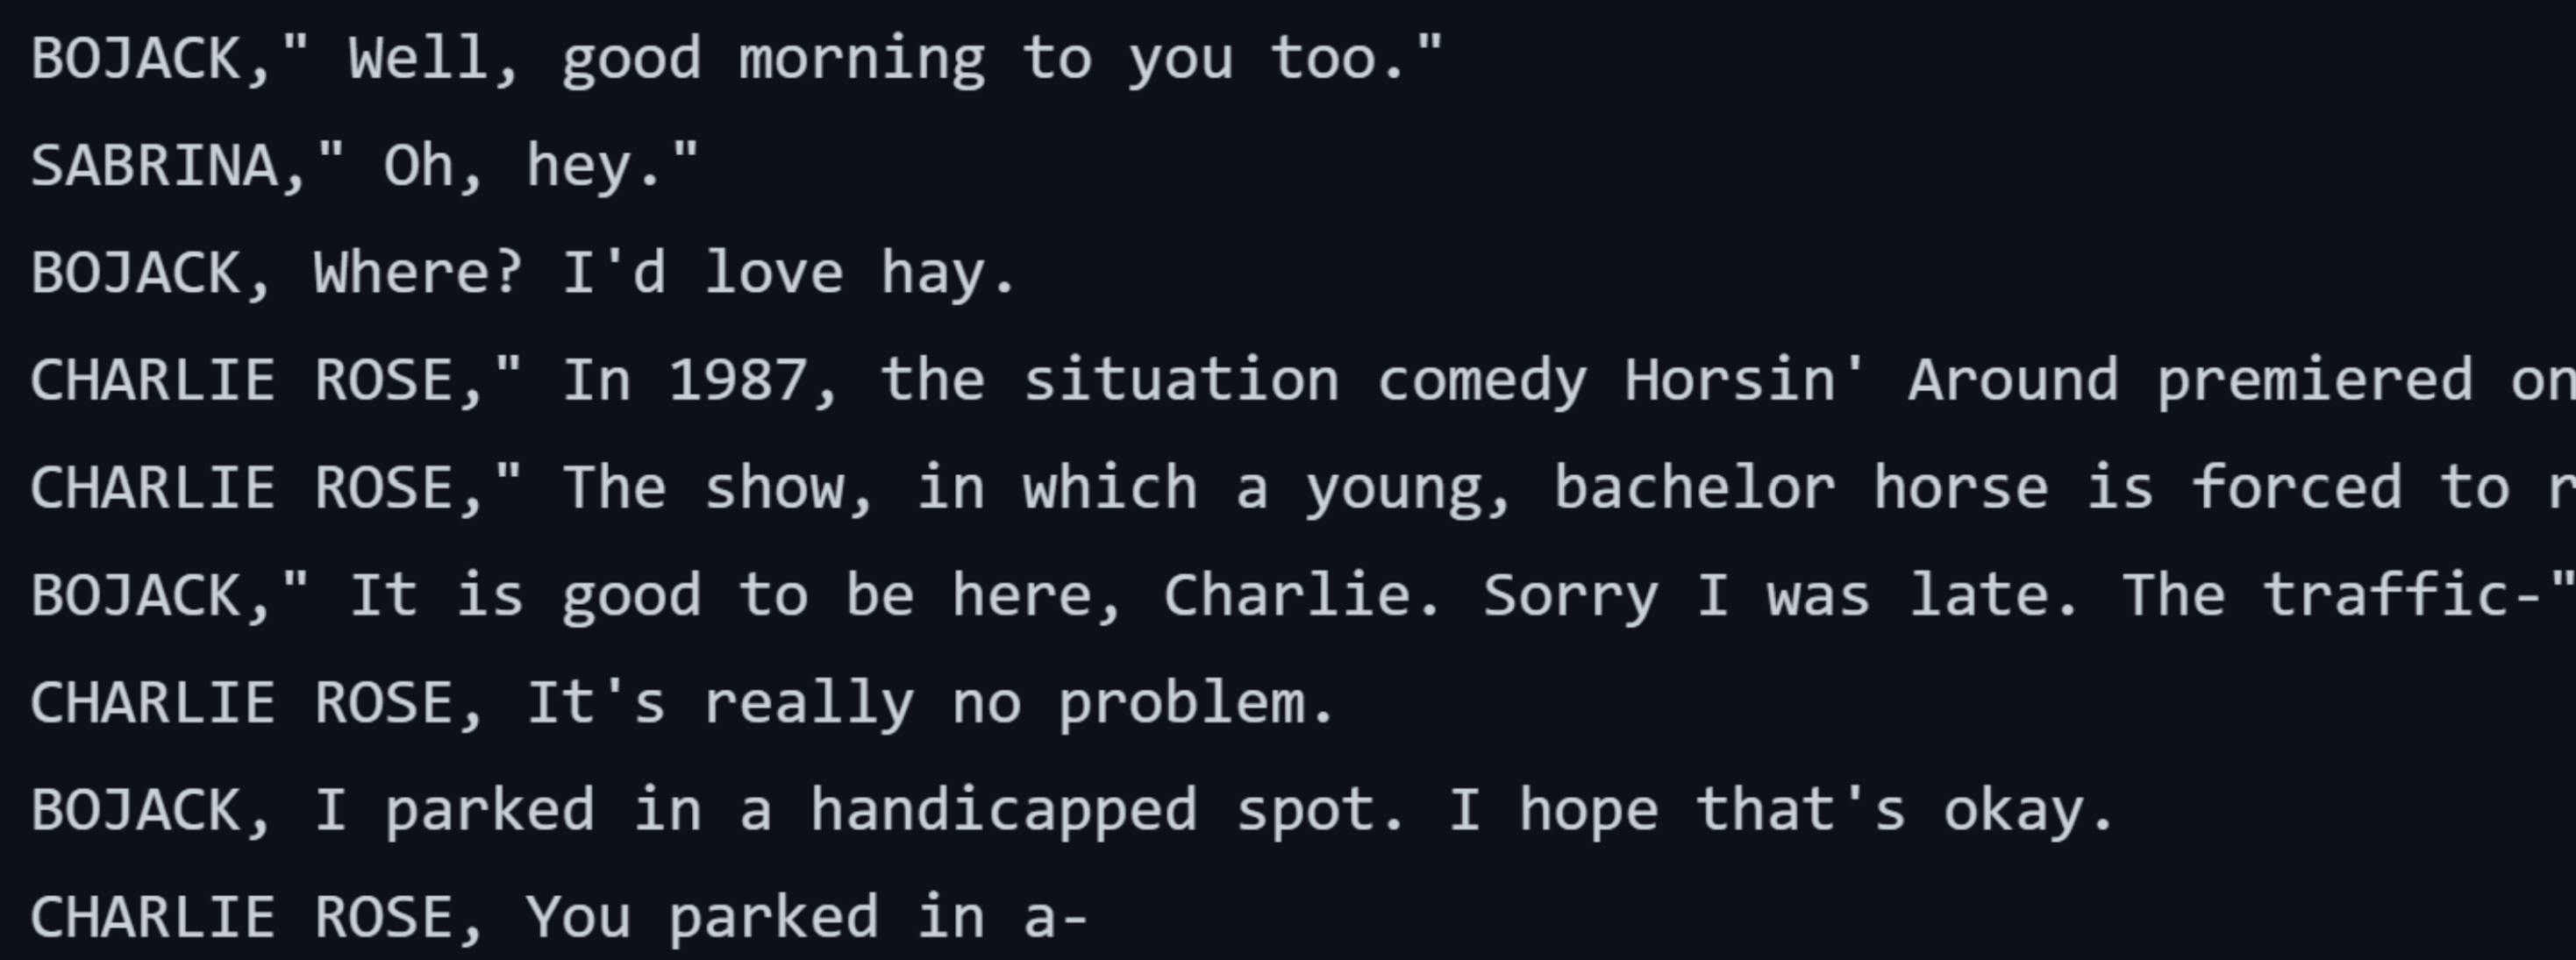 BOJACK," Well, good morning to you too."
SABRINA," Oh, hey."
BOJACK, Where? I'd love hay.
CHARLIE ROSE," In 1987, the situation comedy Horsin' Around premiered on
CHARLIE ROSE," The show, in which a young, bachelor horse is forced to
BOJACK," It is good to be here, Charlie. Sorry I was late. The traffic-"
CHARLIE ROSE, It's really no problem.
BOJACK, I parked in a handicapped spot. I hope that's okay.
CHARLIE ROSE, You parked in a-